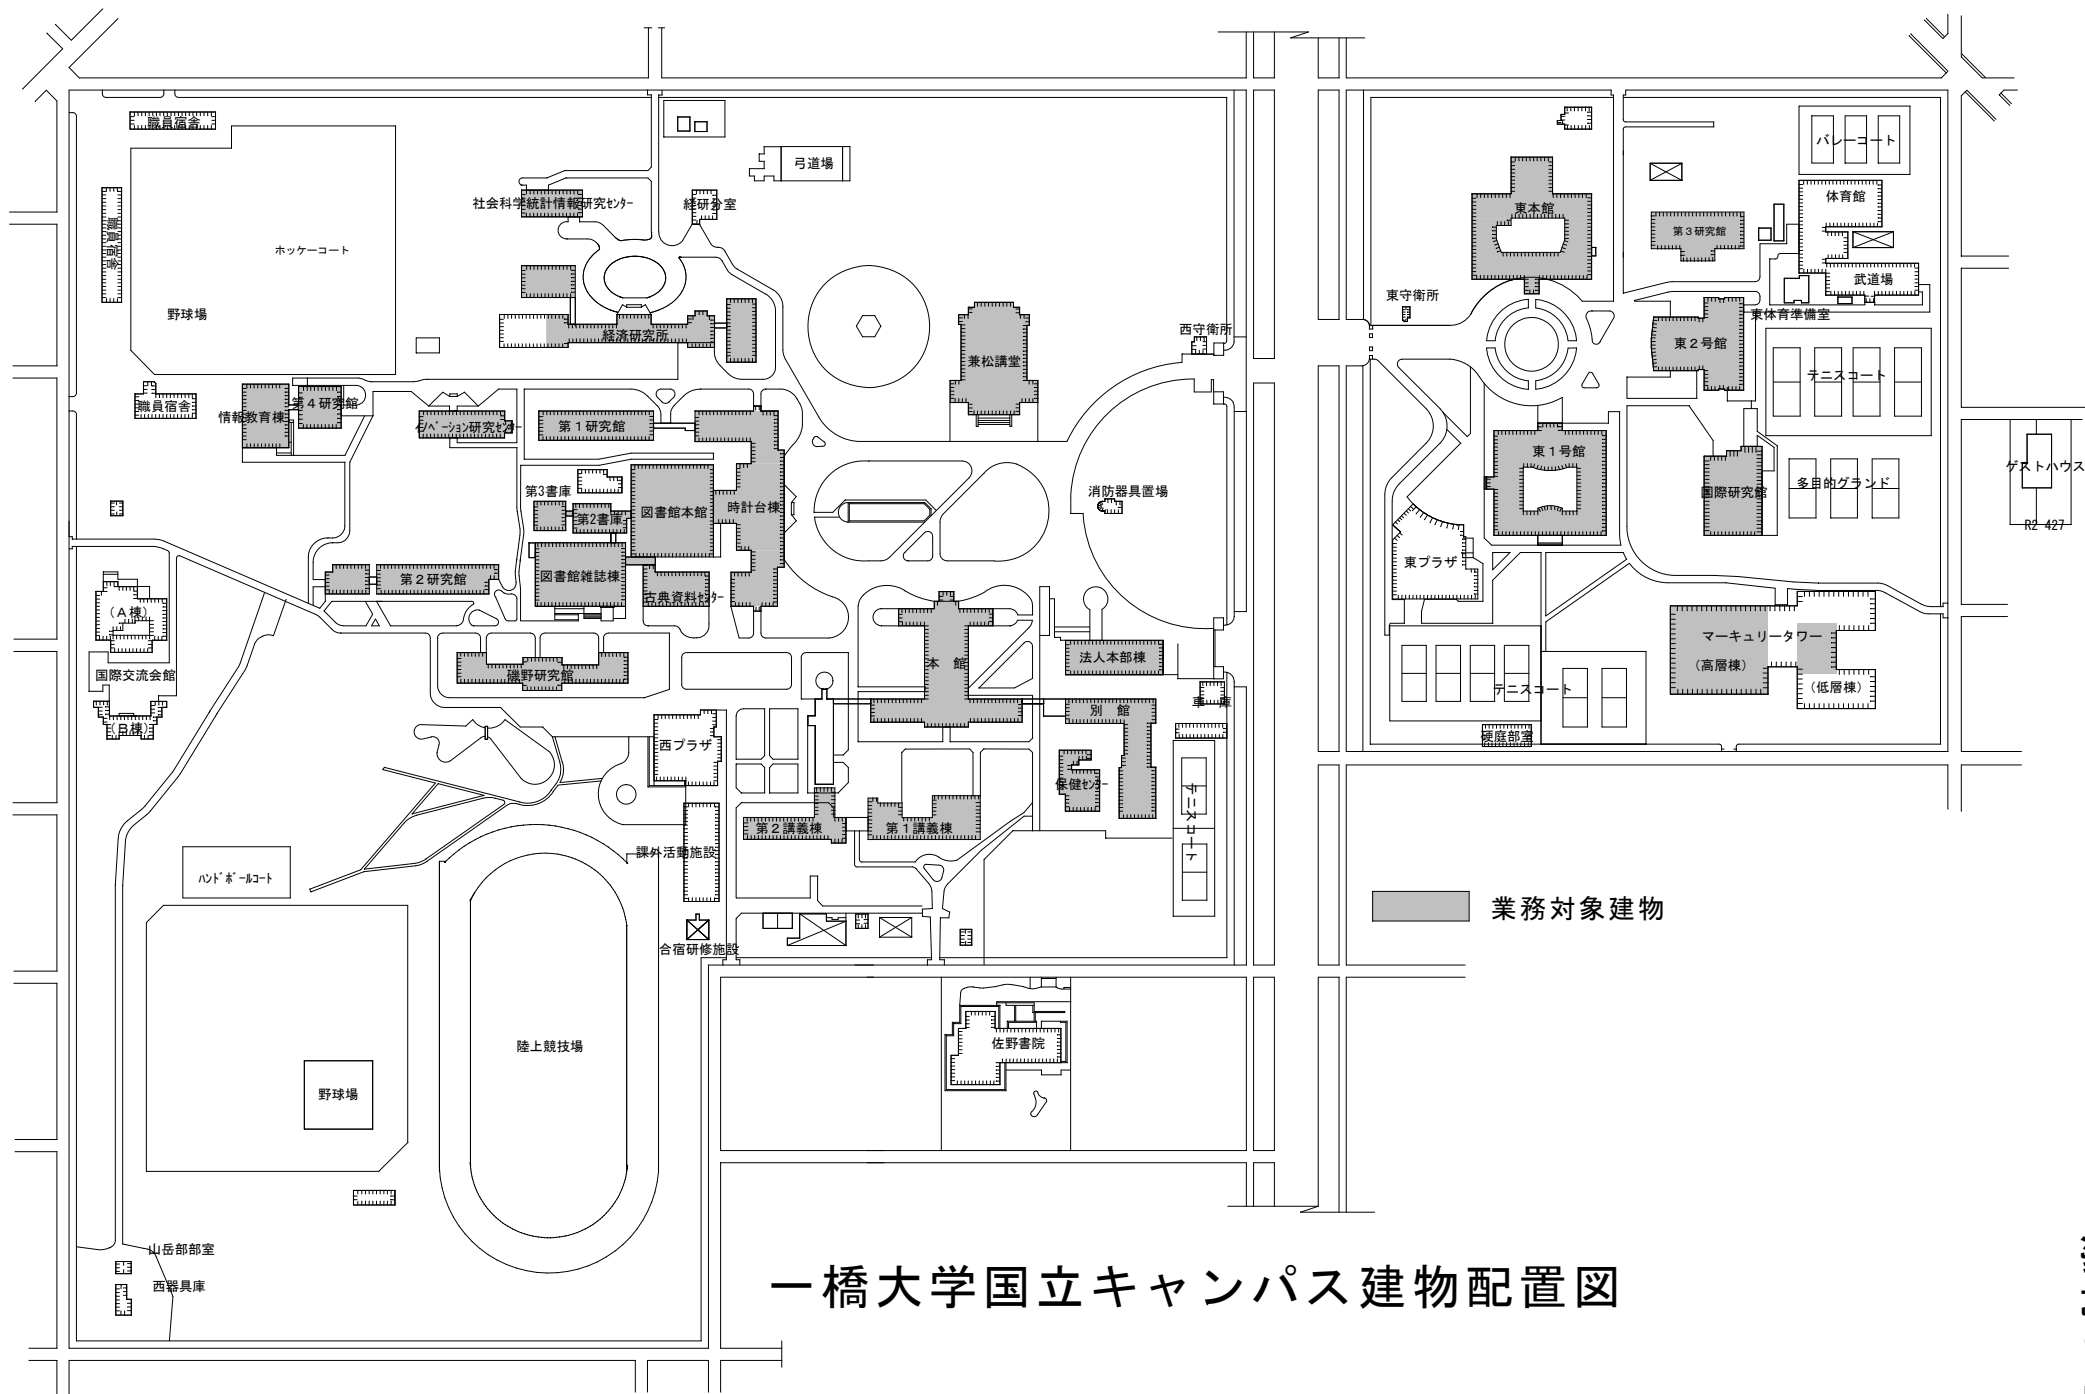 職員宿舎
職員宿舎
ホッケーコート
野球場
社会科学統計情報研究センター
経研分室
弓道場
経済研究所
兼松講堂
西守衛所
職員宿舎
情報教育棟
第4研究館
イノベーション研究センター
第1研究館
第3書庫
第2書庫
図書館本館
時計台棟
消防器具置場
第2研究館
図書館雑誌棟
古典資料センター
(A棟)
国際交流会館
(B棟)
磯野研究館
本 館
法人本部棟
車 庫
別 館
西プラザ
保健センター
テニスコート
第2講義棟
第1講義棟
課外活動施設
ハンドボールコート
合宿研修施設
佐野書院
陸上競技場
野球場
山岳部部室
西器具庫
東本館
第3研究館
バレーコート
体育館
武道場
東守衛所
東体育準備室
東2号館
テニスコート
東1号館
国際研究館
多目的グランド
ゲストハウス
R2 427
東プラザ
マーキュリータワー
(高層棟)
(低層棟)
テニスコート
硬庭部室
業務対象建物
一橋大学国立キャンパス建物配置図